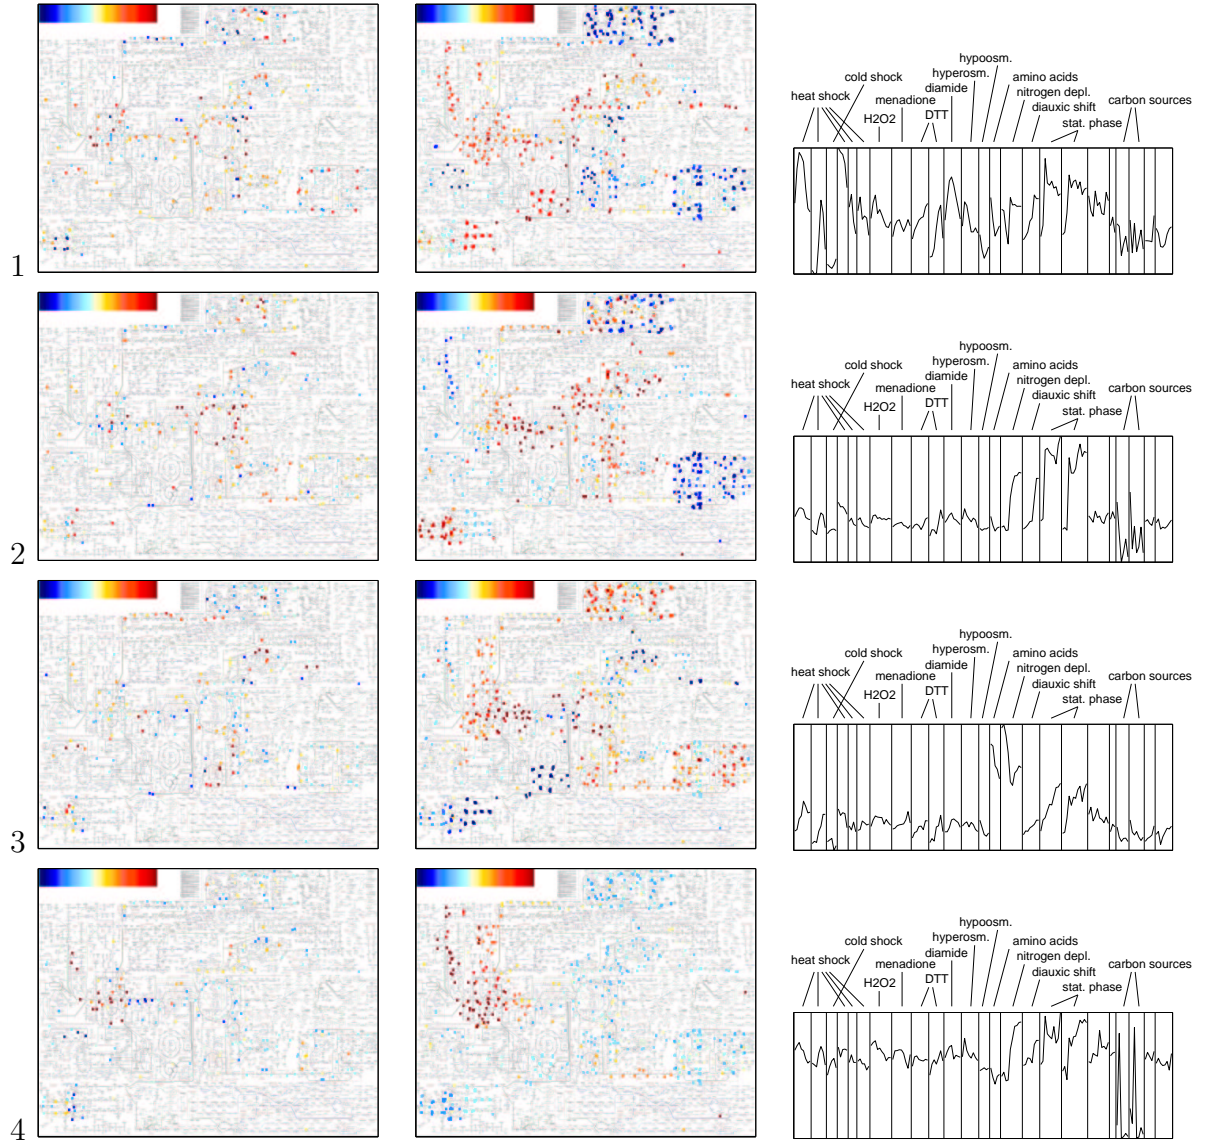 hypoosm.
cold shock
hyperosm.
amino acids
diamide
nitrogen depl.
heat shock
menadione
diauxic shift
carbon sources
H2O2
DTT
stat. phase
1
hypoosm.
cold shock
hyperosm.
amino acids
diamide
nitrogen depl.
heat shock
menadione
diauxic shift
carbon sources
H2O2
DTT
stat. phase
2
hypoosm.
cold shock
hyperosm.
amino acids
diamide
nitrogen depl.
heat shock
menadione
diauxic shift
carbon sources
H2O2
DTT
stat. phase
3
hypoosm.
cold shock
hyperosm.
amino acids
diamide
nitrogen depl.
heat shock
menadione
diauxic shift
carbon sources
H2O2
DTT
stat. phase
4